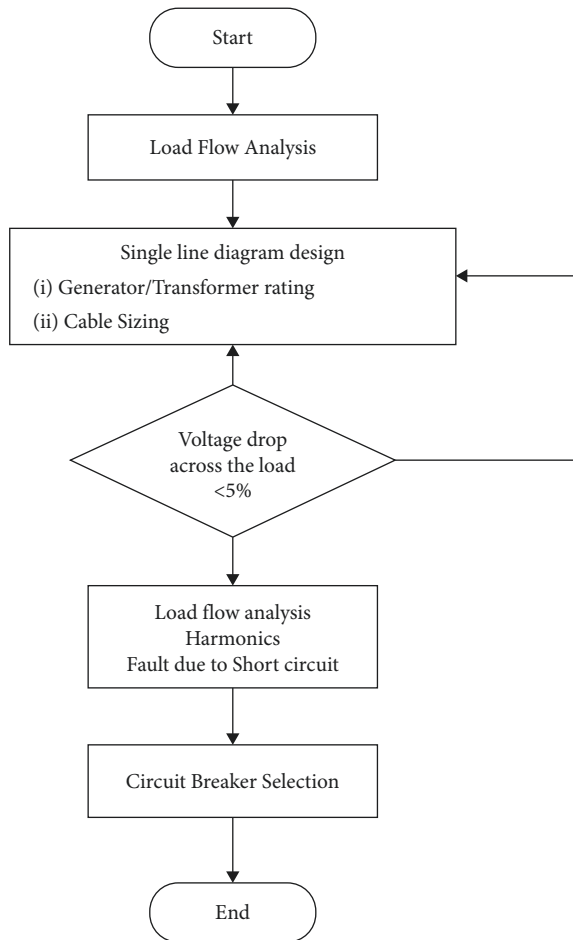 Start
Load Flow Analysis
Single line diagram design
(i) Generator/Transformer rating
(ii) Cable Sizing
Voltage drop
across the load
<5%
Load flow analysis
Harmonics
Fault due to Short circuit
Circuit Breaker Selection
End